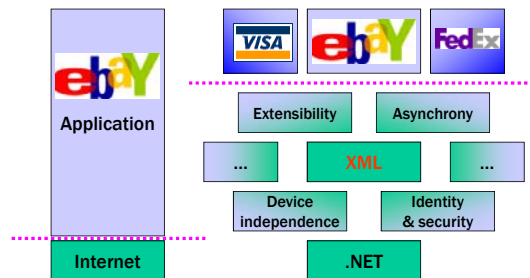 VISA
ebaY
FedEx
ebaY
Application
Extensibility
Asynchrony
...
XML
...
Device
independence
Identity
& security
Internet
.NET